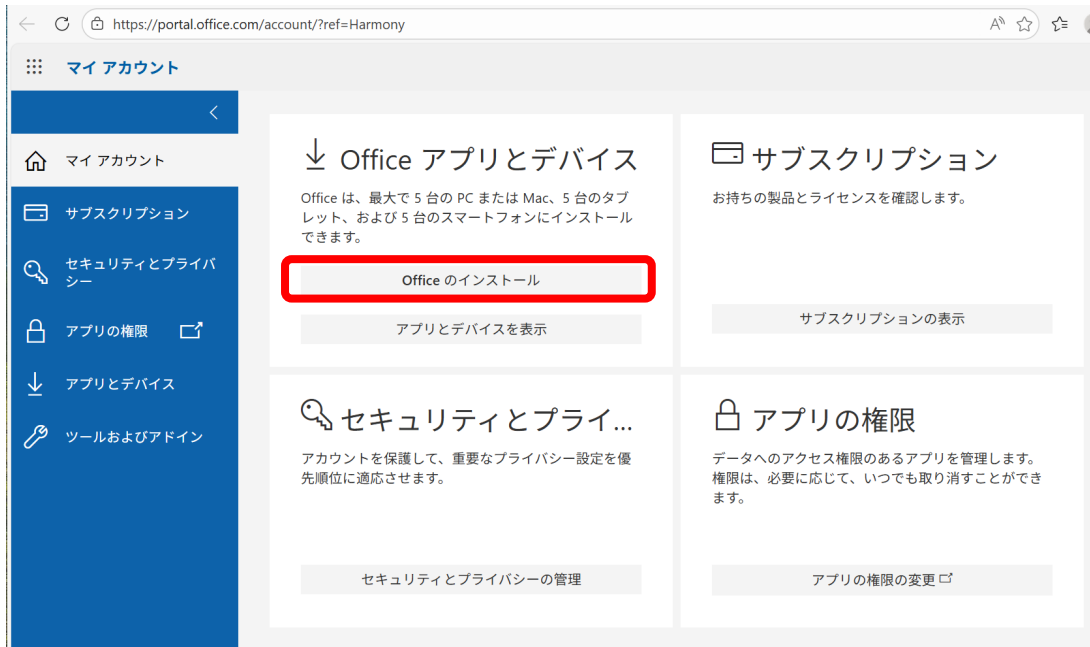 https://portal.office.com/account/?ref=Harmony
マイ アカウント
マイ アカウント
サブスクリプション
セキュリティとプライバ
シー
アプリの権限
アプリとデバイス
ツールおよびアドイン
Office アプリとデバイス
Office は、最大で 5 台の PC または Mac、5 台のタブ
レット、および 5 台のスマートフォンにインストール
できます。
Office のインストール
アプリとデバイスを表示
サブスクリプション
お持ちの製品とライセンスを確認します。
サブスクリプションの表示
セキュリティとプライ...
アカウントを保護して、重要なプライバシー設定を優
先順位に適応させます。
セキュリティとプライバシーの管理
アプリの権限
データへのアクセス権限のあるアプリを管理します。
権限は、必要に応じて、いつでも取り消すことができ
ます。
アプリの権限の変更